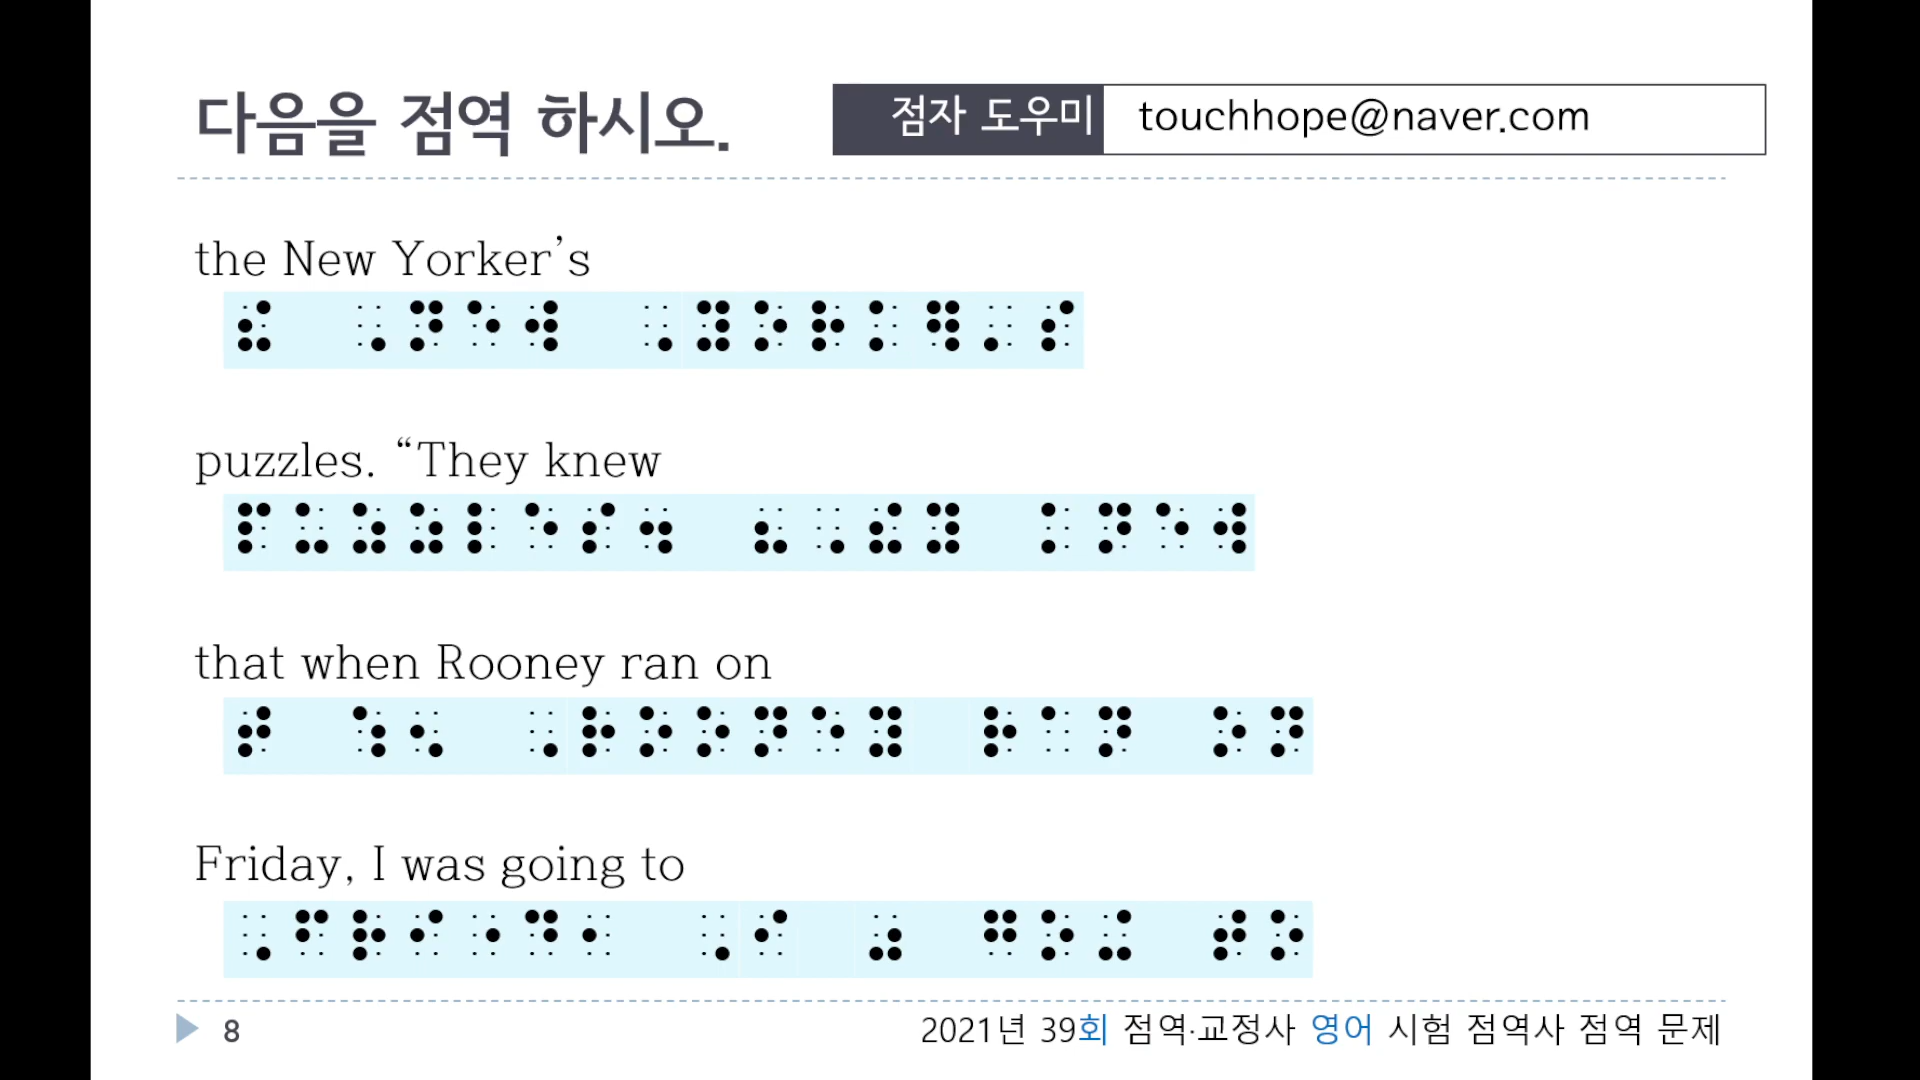 다음을 점역 하시오.
점자 도우미 touchhope@naver.com
the New Yorker’s
⠮ ⠠⠝⠑⠺ ⠠⠽⠕⠗⠅⠻⠄⠎
puzzles. “They knew
⠏⠥⠵⠵⠇⠑⠎⠲ ⠦⠠⠮⠽ ⠅⠝⠑⠺
that when Rooney ran on
⠞ ⠱⠢ ⠠⠗⠕⠕⠝⠑⠽ ⠗⠁⠝ ⠕⠝
Friday, I was going to
⠠⠋⠗⠊⠐⠙⠂ ⠠⠊ ⠴ ⠛⠕⠬ ⠞⠕
8
2021년 39회 점역·교정사 영어 시험 점역사 점역 문제